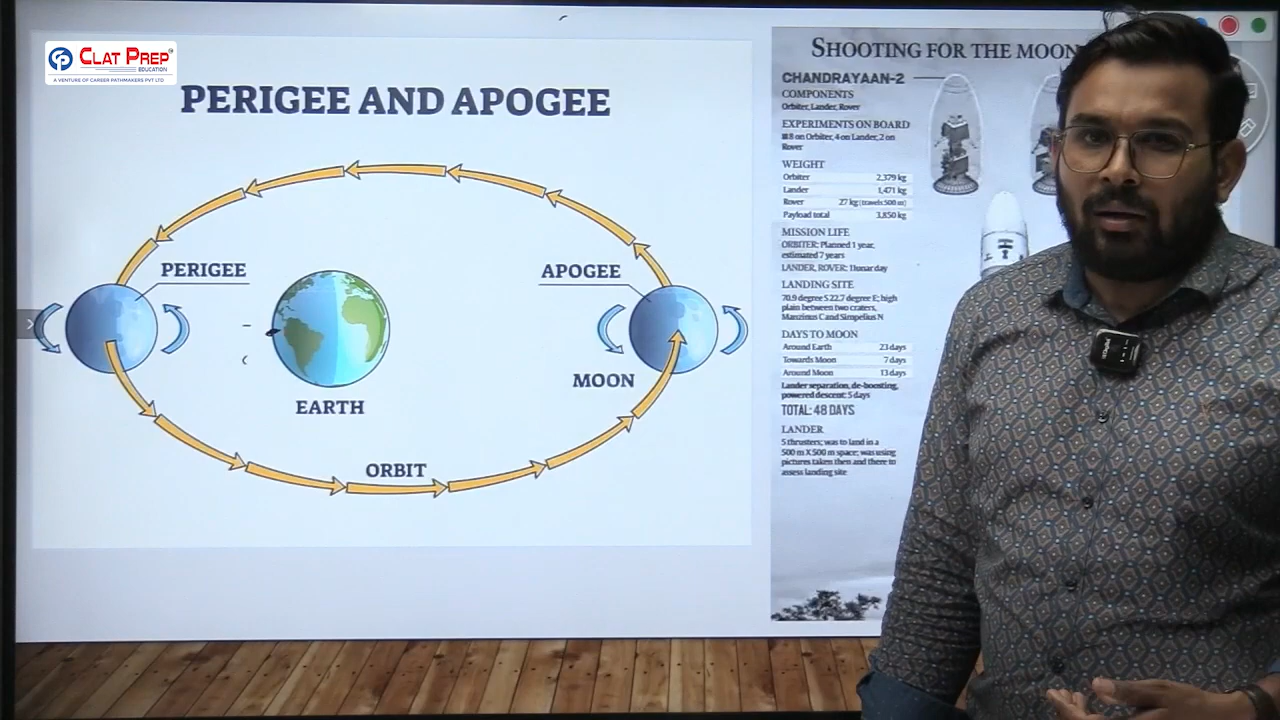 CLAT PREP
EDUCATION
A VENTURE OF CAREER PATHMAKERS PVT LTD
PERIGEE AND APOGEE
PERIGEE
APOGEE
MOON
EARTH
ORBIT
SHOOTING FOR THE MOON
CHANDRAYAAN-2
COMPONENTS
Orbiter, Lander, Rover
EXPERIMENTS ON BOARD
8 on Orbiter, 4 on Lander, 2 on
Rover
WEIGHT
Orbiter 2,379 kg
Lander 1,471 kg
Rover 27 kg (travels 500 m)
Payload total 3,850 kg
MISSION LIFE
ORBITER: Planned 1 year,
estimated 7 years
LANDER, ROVER: 1 lunar day
LANDING SITE
70.9 degree S 22.7 degree E; high
plain between two craters,
Manzinus C and Simpelius N
DAYS TO MOON
Around Earth 23 days
Towards Moon 7 days
Around Moon 13 days
Lander separation, de-boosting,
powered descent: 5 days
TOTAL: 48 DAYS
LANDER
5 thrusters; was to land in a
500 m X 500 m space; was using
pictures taken then and there to
assess landing site